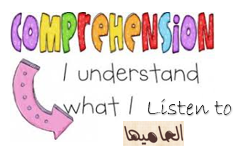 COMPREHENSION
I understand
what I Listen to